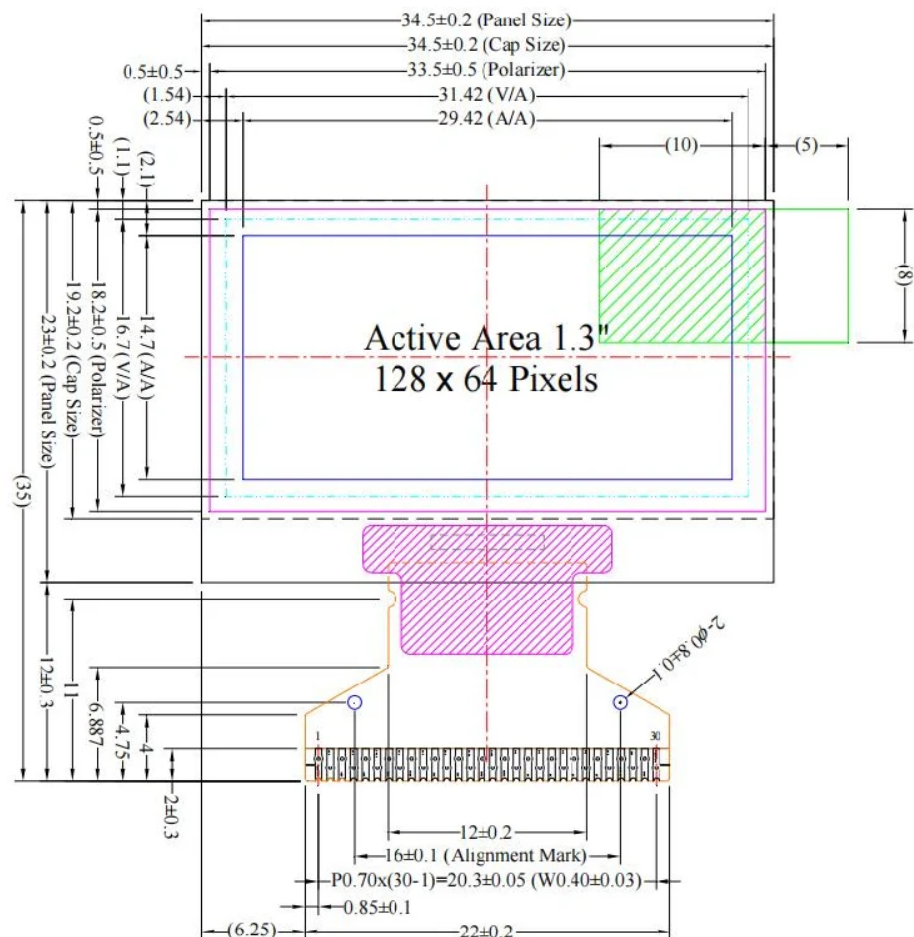 34.5±0.2 (Panel Size)
34.5±0.2 (Cap Size)
0.5±0.5
33.5±0.5 (Polarizer)
(1.54)
31.42 (V/A)
(2.54)
29.42 (A/A)
0.5±0.5
(1.1)
(2.1)
(10)
(5)
(8)
(35)
23±0.2 (Panel Size)
19.2±0.2 (Cap Size)
18.2±0.5 (Polarizer)
16.7 (V/A)
14.7 (A/A)
Active Area 1.3"
128 x 64 Pixels
12±0.3
11
6.887
4.75
4
2±0.3
2-φ0.8±0.1
1
30
12±0.2
16±0.1 (Alignment Mark)
P0.70x(30-1)=20.3±0.05 (W0.40±0.03)
0.85±0.1
(6.25)
22±0.2